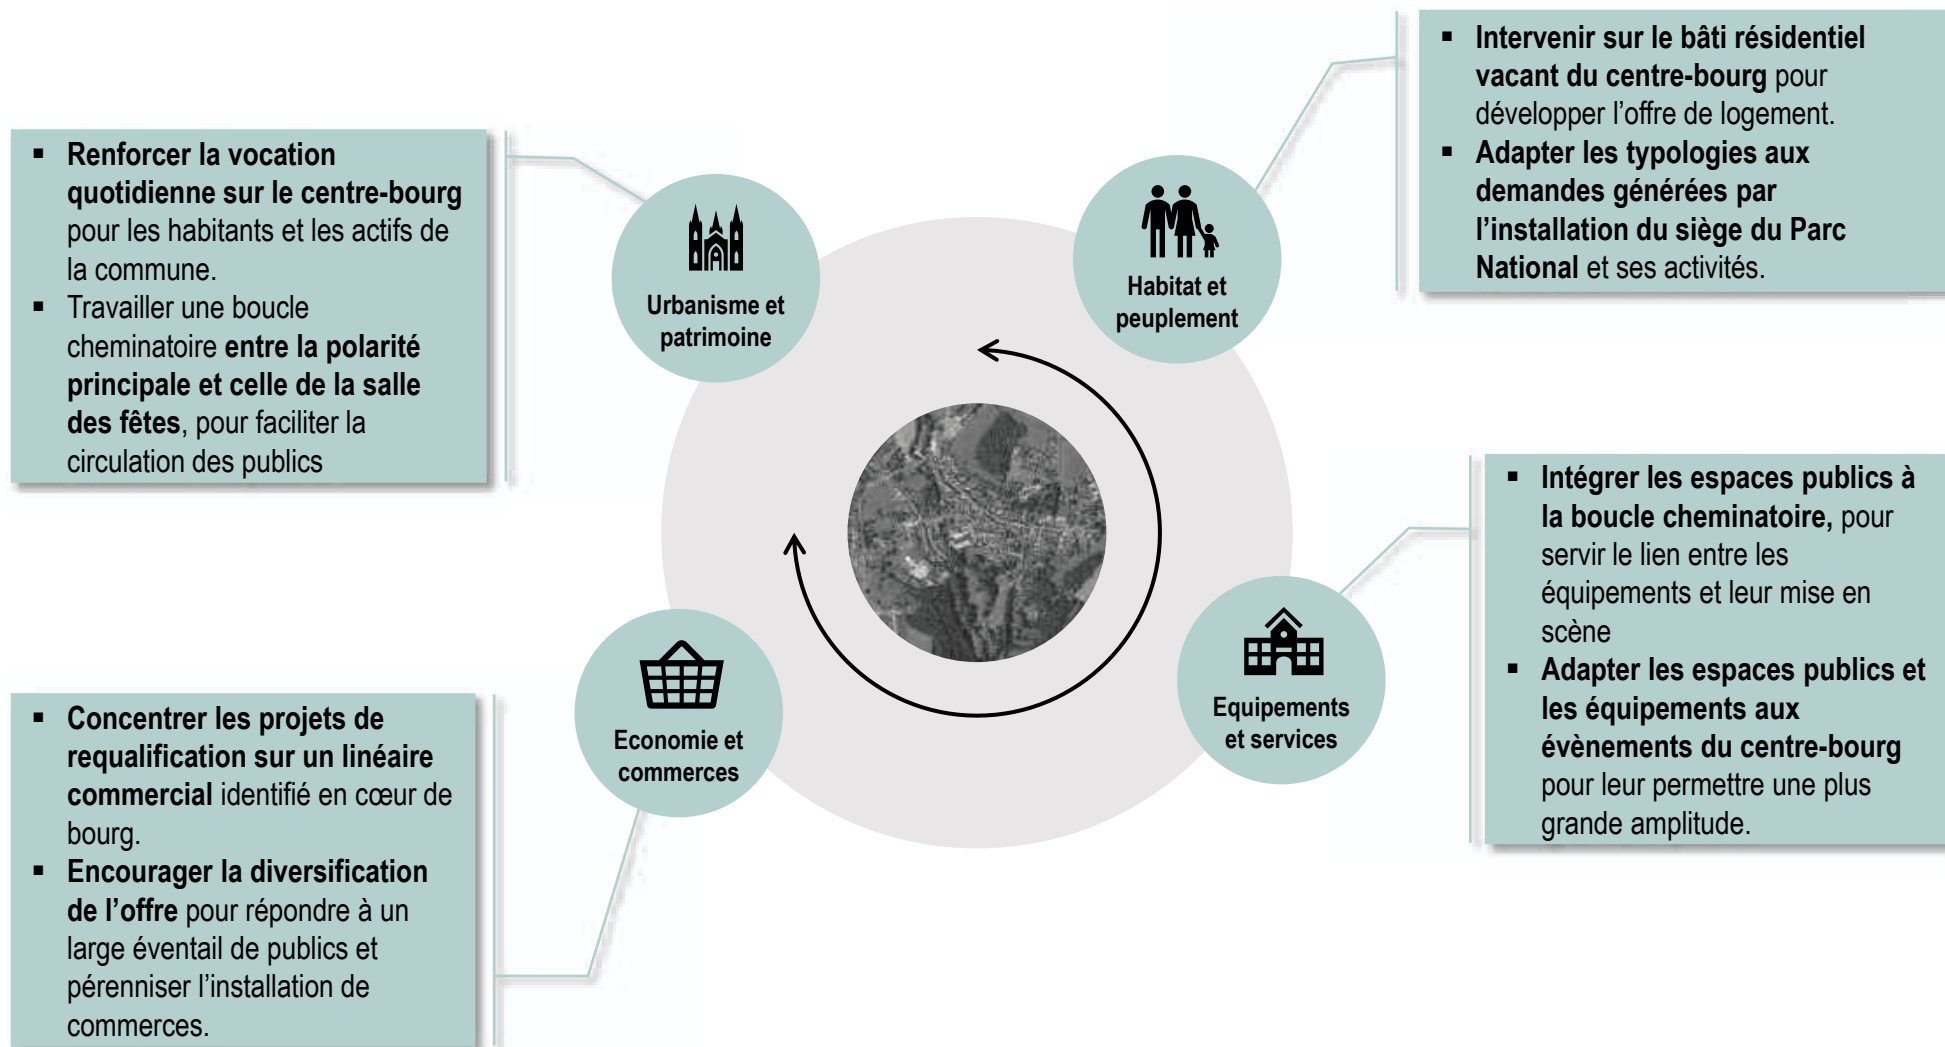 ▪ Renforcer la vocation
quotidienne sur le centre-bourg
pour les habitants et les actifs de
la commune.
▪ Travailler une boucle
cheminatoire entre la polarité
principale et celle de la salle
des fêtes, pour faciliter la
circulation des publics
Urbanisme et
patrimoine
Habitat et
peuplement
▪ Intervenir sur le bâti résidentiel
vacant du centre-bourg pour
développer l’offre de logement.
▪ Adapter les typologies aux
demandes générées par
l’installation du siège du Parc
National et ses activités.
▪ Concentrer les projets de
requalification sur un linéaire
commercial identifié en cœur de
bourg.
▪ Encourager la diversification
de l’offre pour répondre à un
large éventail de publics et
pérenniser l’installation de
commerces.
Economie et
commerces
Equipements
et services
▪ Intégrer les espaces publics à
la boucle cheminatoire, pour
servir le lien entre les
équipements et leur mise en
scène
▪ Adapter les espaces publics et
les équipements aux
évènements du centre-bourg
pour leur permettre une plus
grande amplitude.